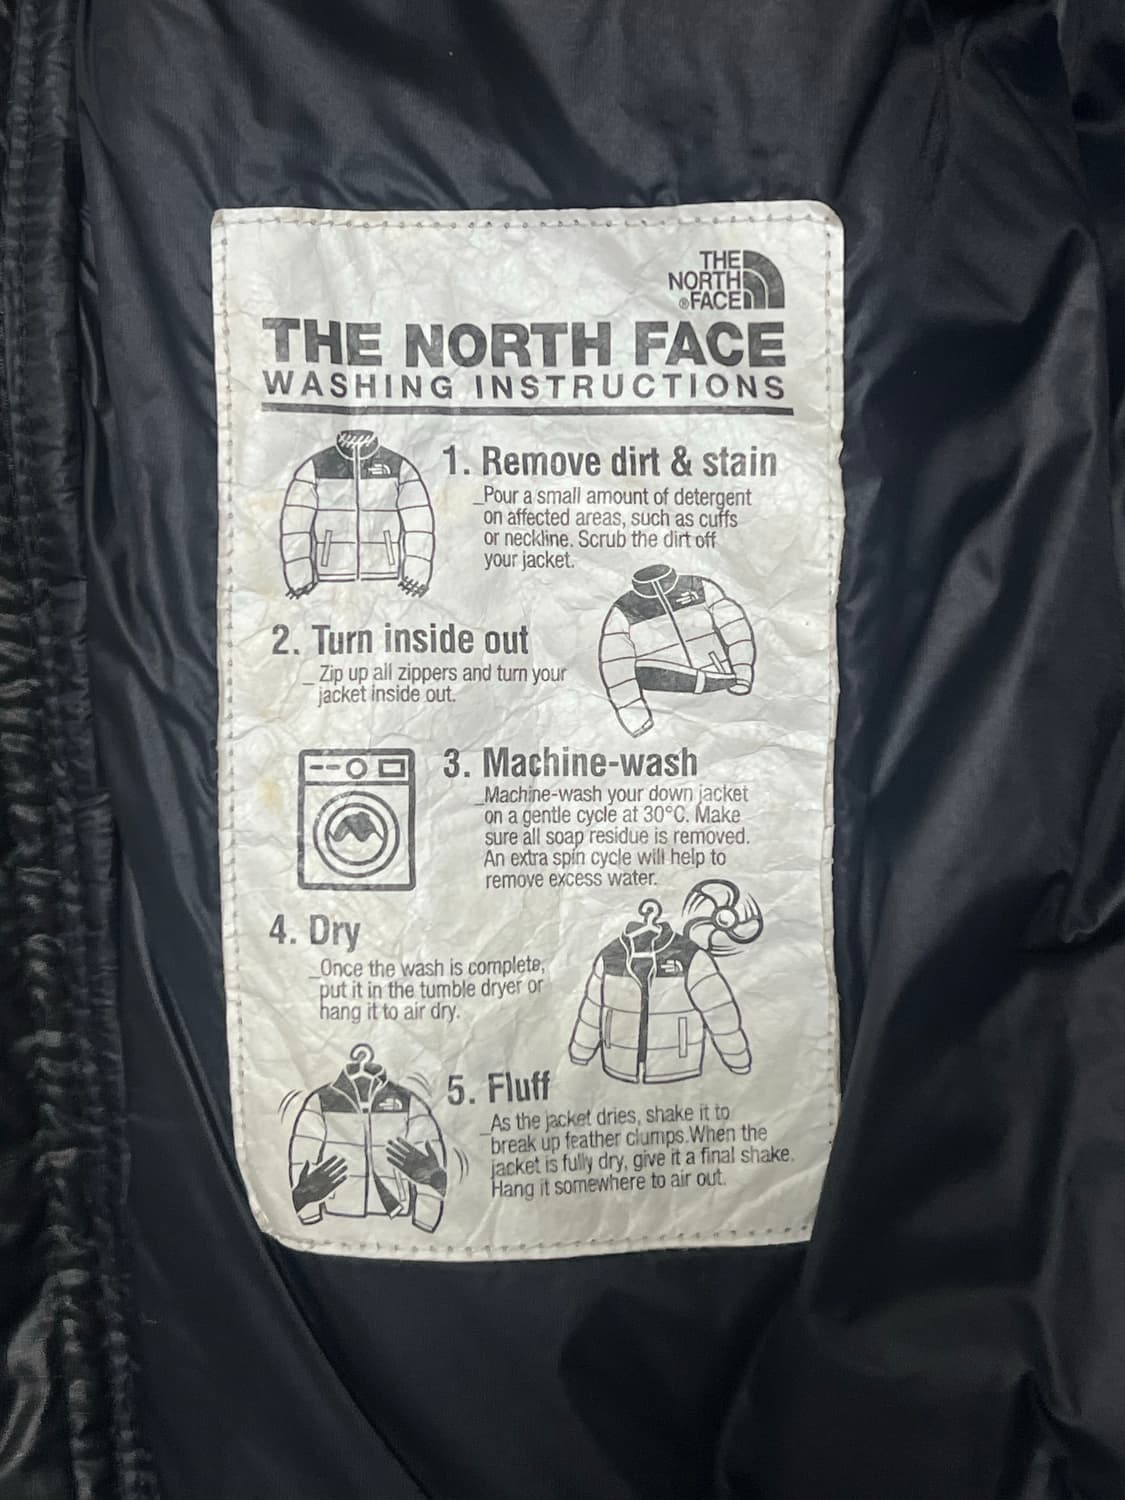 THE
NORTH
®FACE
THE NORTH FACE
WASHING INSTRUCTIONS
1. Remove dirt & stain
_Pour a small amount of detergent
on affected areas, such as cuffs
or neckline. Scrub the dirt off
your jacket.
2. Turn inside out
_ Zip up all zippers and turn your
jacket inside out.
3. Machine-wash
_Machine-wash your down jacket
on a gentle cycle at 30°C. Make
sure all soap residue is removed.
An extra spin cycle will help to
remove excess water.
4. Dry
_Once the wash is complete,
put it in the tumble dryer or
hang it to air dry.
5. Fluff
_As the jacket dries, shake it to
break up feather clumps.When the
jacket is fully dry, give it a final shake.
Hang it somewhere to air out.